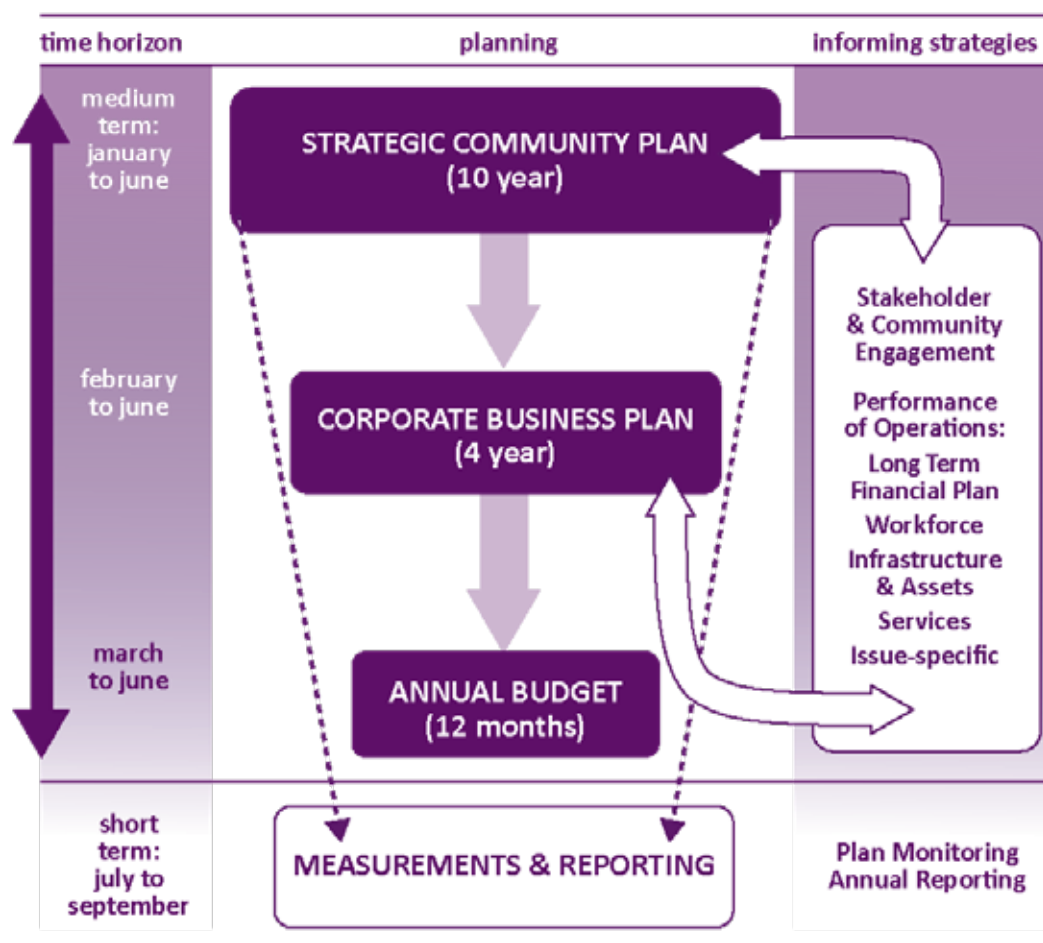 time horizon
planning
informing strategies
medium
term:
january
to june
STRATEGIC COMMUNITY PLAN
(10 year)
Stakeholder
& Community
Engagement
february
to june
CORPORATE BUSINESS PLAN
(4 year)
Performance
of Operations:
Long Term
Financial Plan
Workforce
Infrastructure
& Assets
Services
Issue-specific
march
to june
ANNUAL BUDGET
(12 months)
short
term:
july to
september
MEASUREMENTS & REPORTING
Plan Monitoring
Annual Reporting